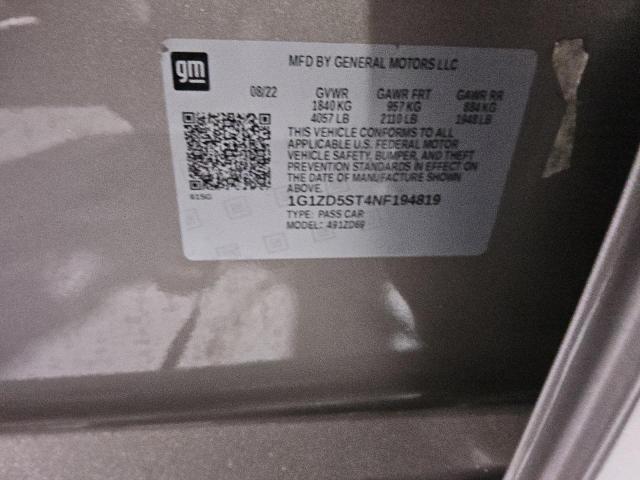 gm
MFD BY GENERAL MOTORS LLC
08/22 GVWR GAWR FRT GAWR RR
1840 KG 957 KG 884 KG
4057 LB 2110 LB 1948 LB
THIS VEHICLE CONFORMS TO ALL
APPLICABLE U.S. FEDERAL MOTOR
VEHICLE SAFETY, BUMPER, AND THEFT
PREVENTION STANDARDS IN EFFECT ON
THE DATE OF MANUFACTURE SHOWN
ABOVE.
1G1ZD5ST4NF194819
TYPE: PASS CAR
MODEL: 491ZD69